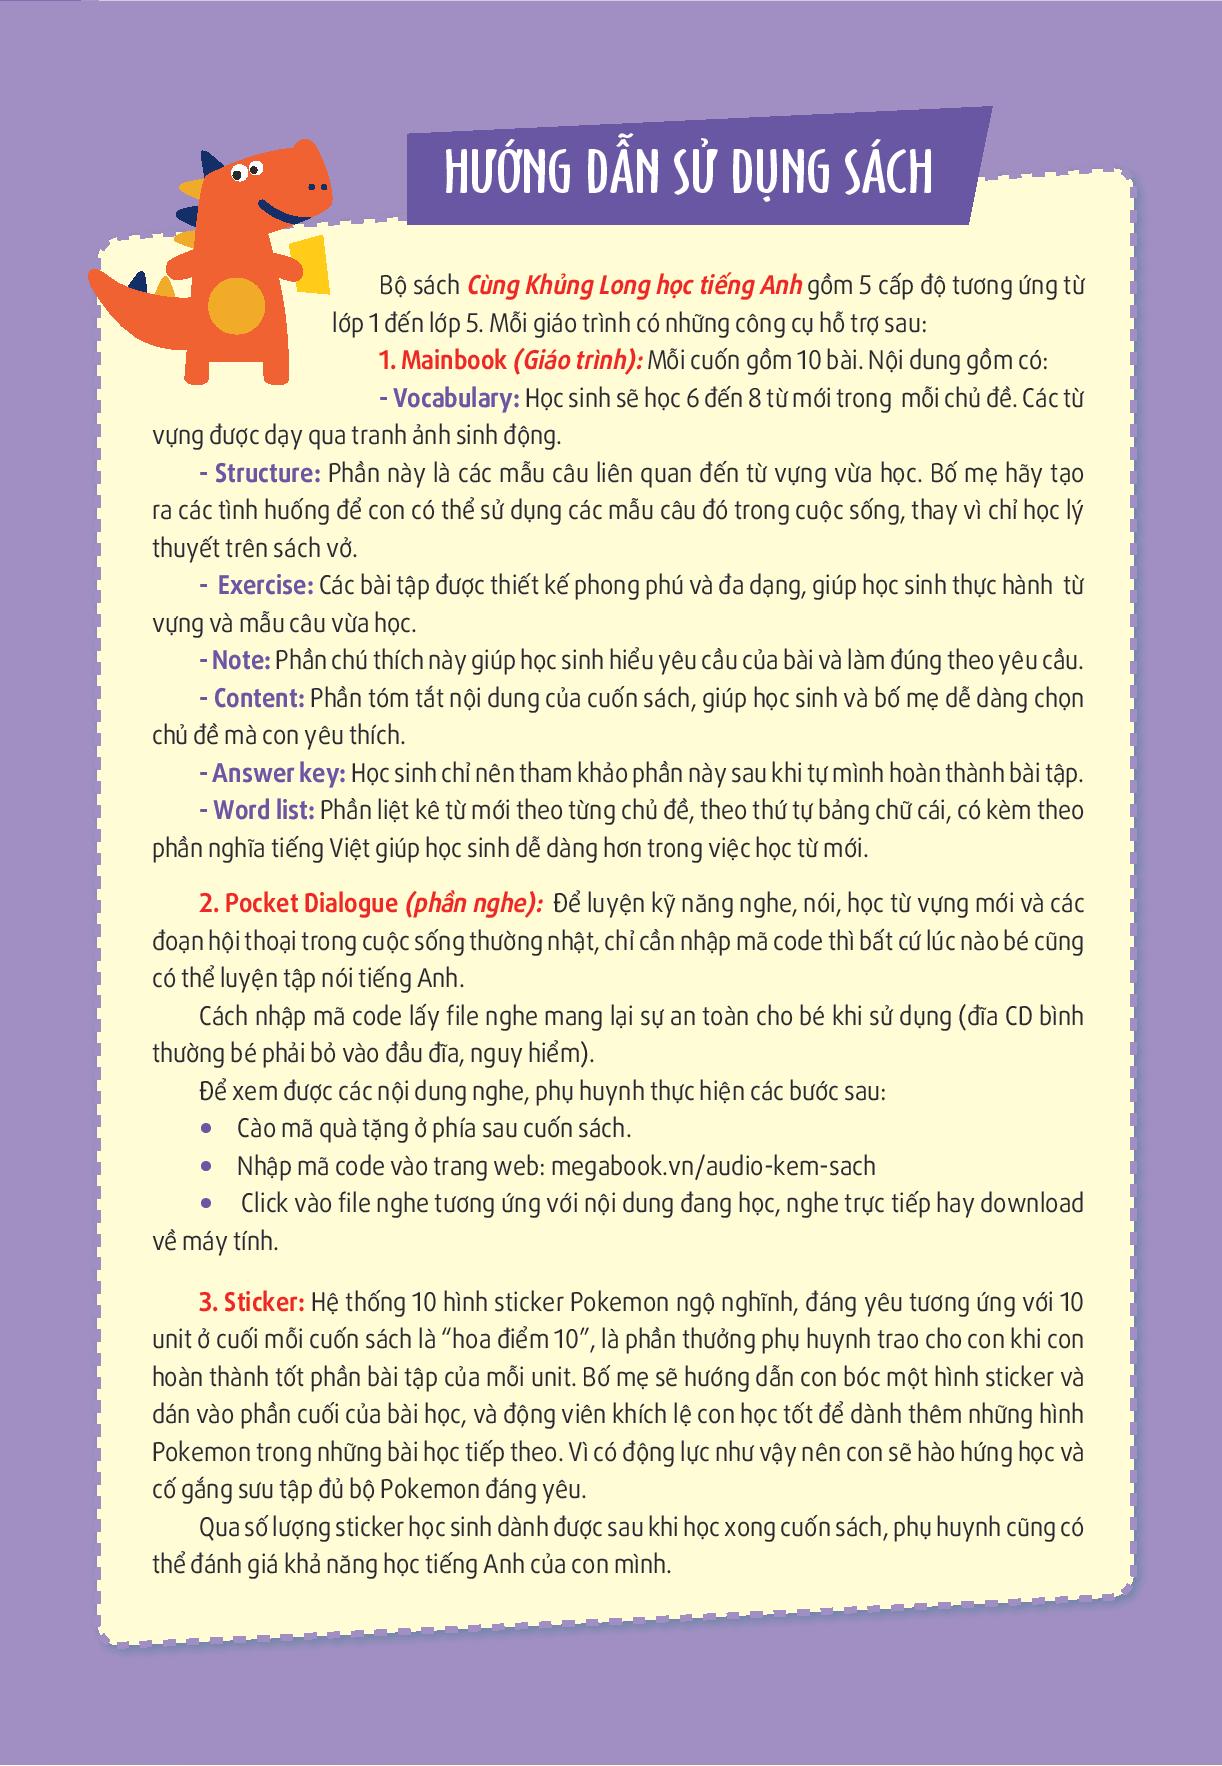 HƯỚNG DẪN SỬ DỤNG SÁCH
Bộ sách Cùng Khủng Long học tiếng Anh gồm 5 cấp độ tương ứng từ
lớp 1 đến lớp 5. Mỗi giáo trình có những công cụ hỗ trợ sau:
1. Mainbook (Giáo trình): Mỗi cuốn gồm 10 bài. Nội dung gồm có:
- Vocabulary: Học sinh sẽ học 6 đến 8 từ mới trong mỗi chủ đề. Các từ
vựng được dạy qua tranh ảnh sinh động.
- Structure: Phần này là các mẫu câu liên quan đến từ vựng vừa học. Bố mẹ hãy tạo
ra các tình huống để con có thể sử dụng các mẫu câu đó trong cuộc sống, thay vì chỉ học lý
thuyết trên sách vở.
- Exercise: Các bài tập được thiết kế phong phú và đa dạng, giúp học sinh thực hành từ
vựng và mẫu câu vừa học.
- Note: Phần chú thích này giúp học sinh hiểu yêu cầu của bài và làm đúng theo yêu cầu.
- Content: Phần tóm tắt nội dung của cuốn sách, giúp học sinh và bố mẹ dễ dàng chọn
chủ đề mà con yêu thích.
- Answer key: Học sinh chỉ nên tham khảo phần này sau khi tự mình hoàn thành bài tập.
- Word list: Phần liệt kê từ mới theo từng chủ đề, theo thứ tự bảng chữ cái, có kèm theo
phần nghĩa tiếng Việt giúp học sinh dễ dàng hơn trong việc học từ mới.
2. Pocket Dialogue (phần nghe): Để luyện kỹ năng nghe, nói, học từ vựng mới và các
đoạn hội thoại trong cuộc sống thường nhật, chỉ cần nhập mã code thì bất cứ lúc nào bé cũng
có thể luyện tập nói tiếng Anh.
Cách nhập mã code lấy file nghe mang lại sự an toàn cho bé khi sử dụng (đĩa CD bình
thường bé phải bỏ vào đầu đĩa, nguy hiểm).
Để xem được các nội dung nghe, phụ huynh thực hiện các bước sau:
• Cào mã quà tặng ở phía sau cuốn sách.
• Nhập mã code vào trang web: megabook.vn/audio-kem-sach
• Click vào file nghe tương ứng với nội dung đang học, nghe trực tiếp hay download
về máy tính.
3. Sticker: Hệ thống 10 hình sticker Pokemon ngộ nghĩnh, đáng yêu tương ứng với 10
unit ở cuối mỗi cuốn sách là “hoa điểm 10”, là phần thưởng phụ huynh trao cho con khi con
hoàn thành tốt phần bài tập của mỗi unit. Bố mẹ sẽ hướng dẫn con bóc một hình sticker và
dán vào phần cuối của bài học, và động viên khích lệ con học tốt để dành thêm những hình
Pokemon trong những bài học tiếp theo. Vì có động lực như vậy nên con sẽ hào hứng học và
cố gắng sưu tập đủ bộ Pokemon đáng yêu.
Qua số lượng sticker học sinh dành được sau khi học xong cuốn sách, phụ huynh cũng có
thể đánh giá khả năng học tiếng Anh của con mình.